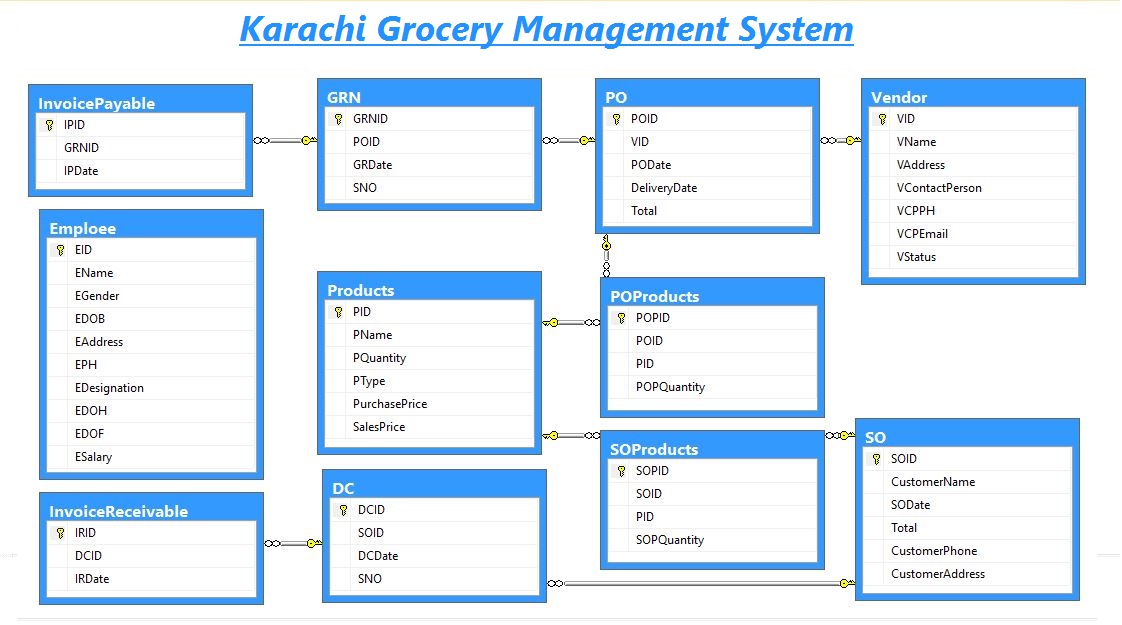 Karachi Grocery Management System
InvoicePayable
IPID
GRNID
IPDate
GRN
GRNID
POID
GRDate
SNO
PO
POID
VID
PODate
DeliveryDate
Total
Vendor
VID
VName
VAddress
VContactPerson
VCPPH
VCPEmail
VStatus
Emploee
EID
EName
EGender
EDOB
EAddress
EPH
EDesignation
EDOH
EDOF
ESalary
Products
PID
PName
PQuantity
PType
PurchasePrice
SalesPrice
POProducts
POPID
POID
PID
POPQuantity
SOProducts
SOPID
SOID
PID
SOPQuantity
SO
SOID
CustomerName
SODate
Total
CustomerPhone
CustomerAddress
InvoiceReceivable
IRID
DCID
IRDate
DC
DCID
SOID
DCDate
SNO